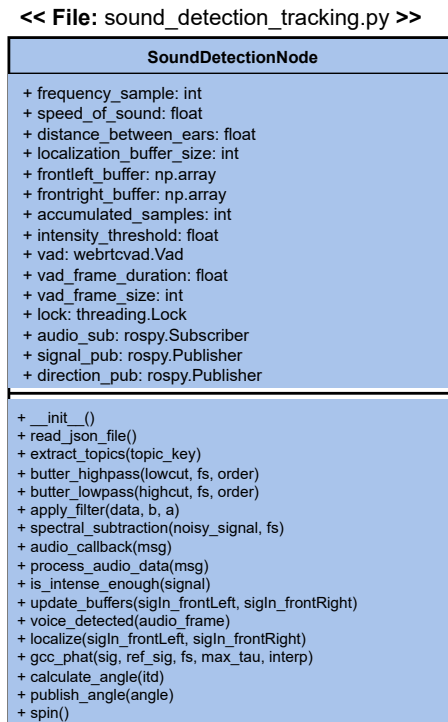 << File: sound_detection_tracking.py >>
SoundDetectionNode
+ frequency_sample: int
+ speed_of_sound: float
+ distance_between_ears: float
+ localization_buffer_size: int
+ frontleft_buffer: np.array
+ frontright_buffer: np.array
+ accumulated_samples: int
+ intensity_threshold: float
+ vad: webrtcvad.Vad
+ vad_frame_duration: float
+ vad_frame_size: int
+ lock: threading.Lock
+ audio_sub: rospy.Subscriber
+ signal_pub: rospy.Publisher
+ direction_pub: rospy.Publisher
+ __init__()
+ read_json_file()
+ extract_topics(topic_key)
+ butter_highpass(lowcut, fs, order)
+ butter_lowpass(highcut, fs, order)
+ apply_filter(data, b, a)
+ spectral_subtraction(noisy_signal, fs)
+ audio_callback(msg)
+ process_audio_data(msg)
+ is_intense_enough(signal)
+ update_buffers(sigIn_frontLeft, sigIn_frontRight)
+ voice_detected(audio_frame)
+ localize(sigIn_frontLeft, sigIn_frontRight)
+ gcc_phat(sig, ref_sig, fs, max_tau, interp)
+ calculate_angle(itd)
+ publish_angle(angle)
+ spin()